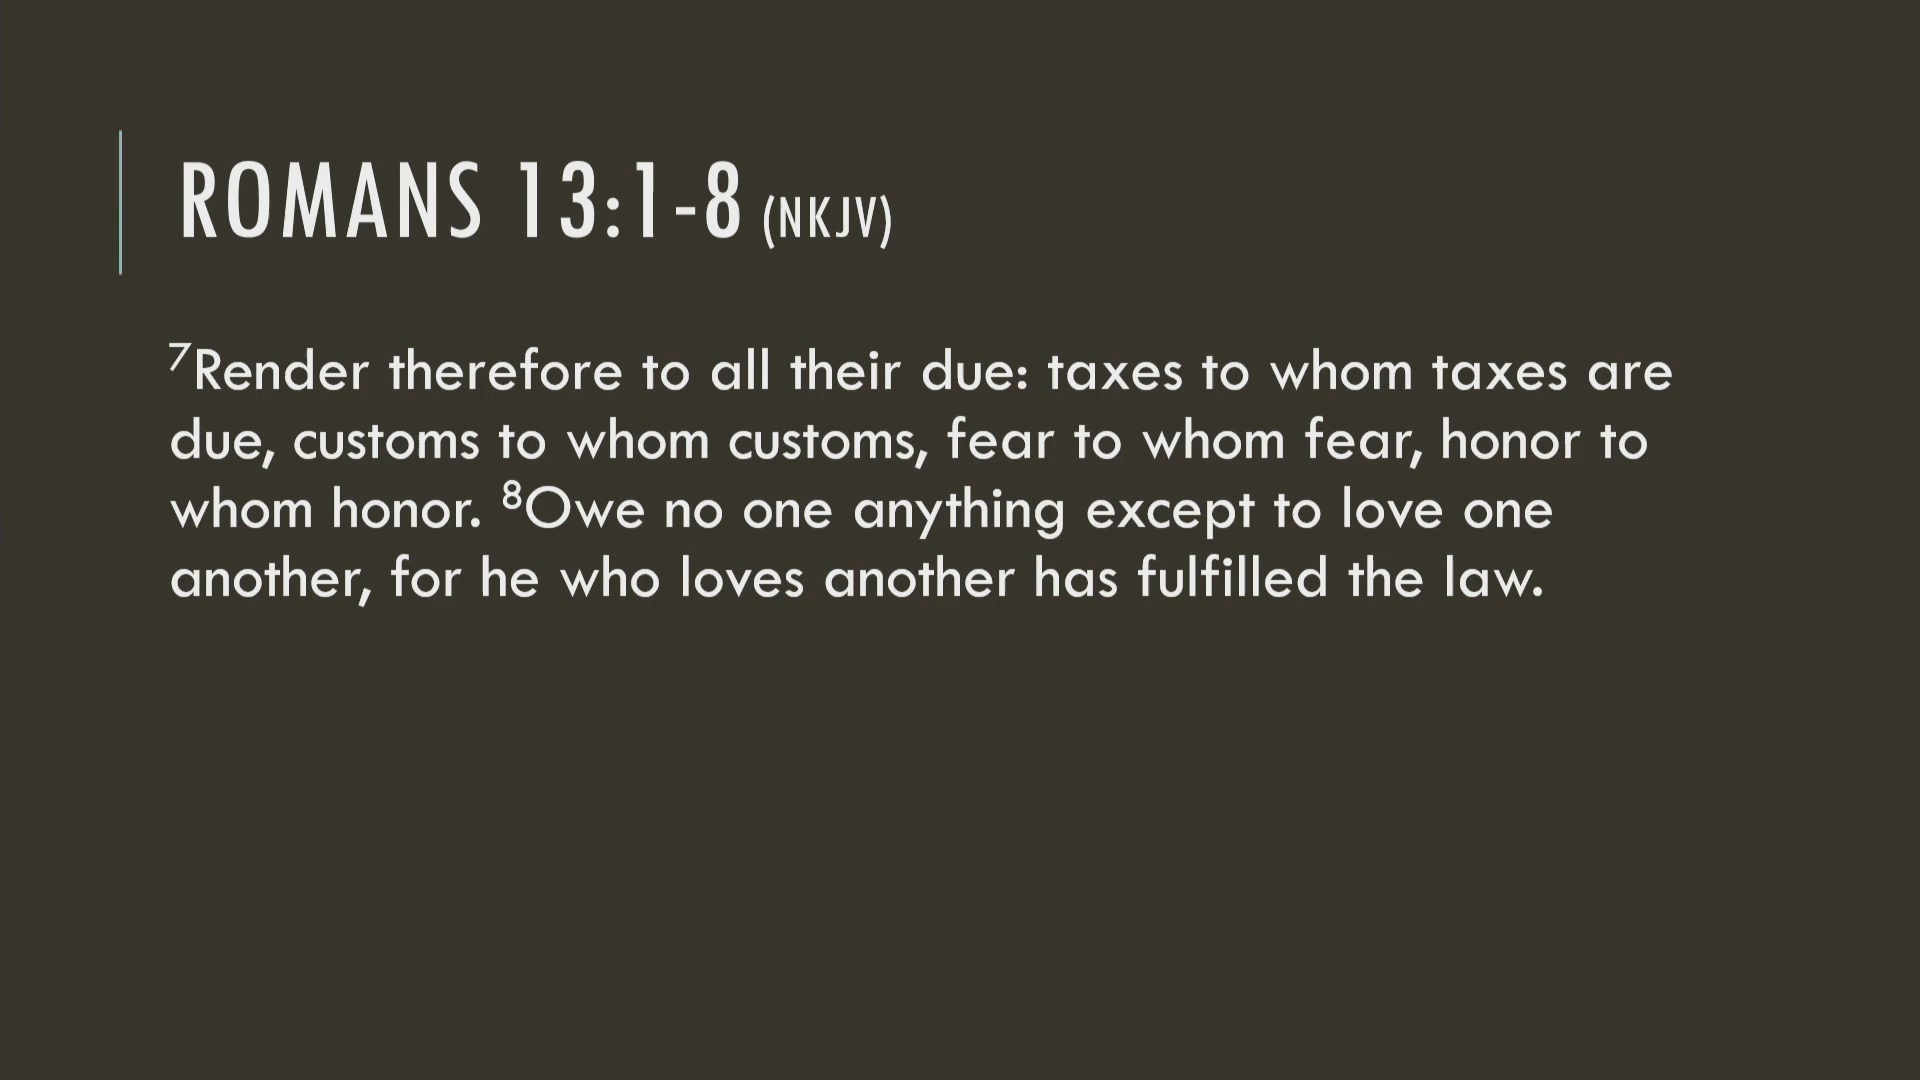 ROMANS 13:1-8 (NKJV)
⁷Render therefore to all their due: taxes to whom taxes are
due, customs to whom customs, fear to whom fear, honor to
whom honor. ⁸Owe no one anything except to love one
another, for he who loves another has fulfilled the law.